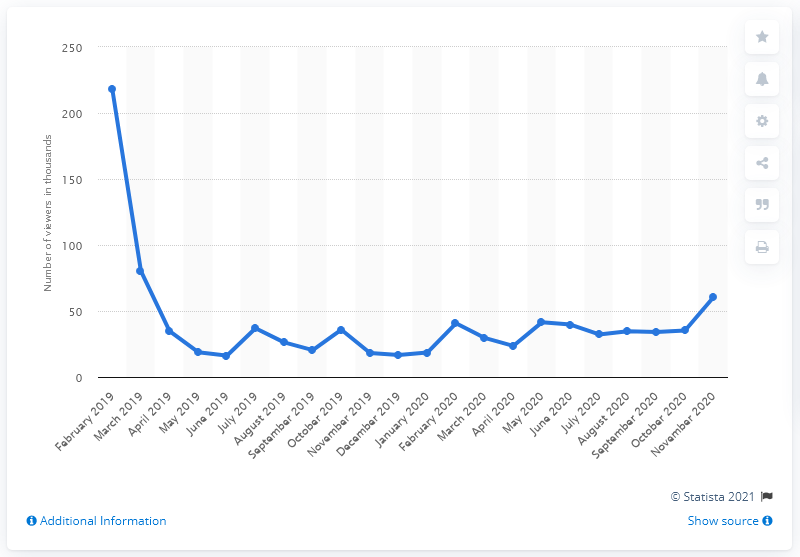 250
200
150
100
50
0
Number of viewers in thousands
February 2019
March 2019
April 2019
May 2019
June 2019
July 2019
August 2019
September 2019
October 2019
November 2019
December 2019
January 2020
February 2020
March 2020
April 2020
May 2020
June 2020
July 2020
August 2020
September 2020
October 2020
November 2020
© Statista 2021
Additional Information
Show source